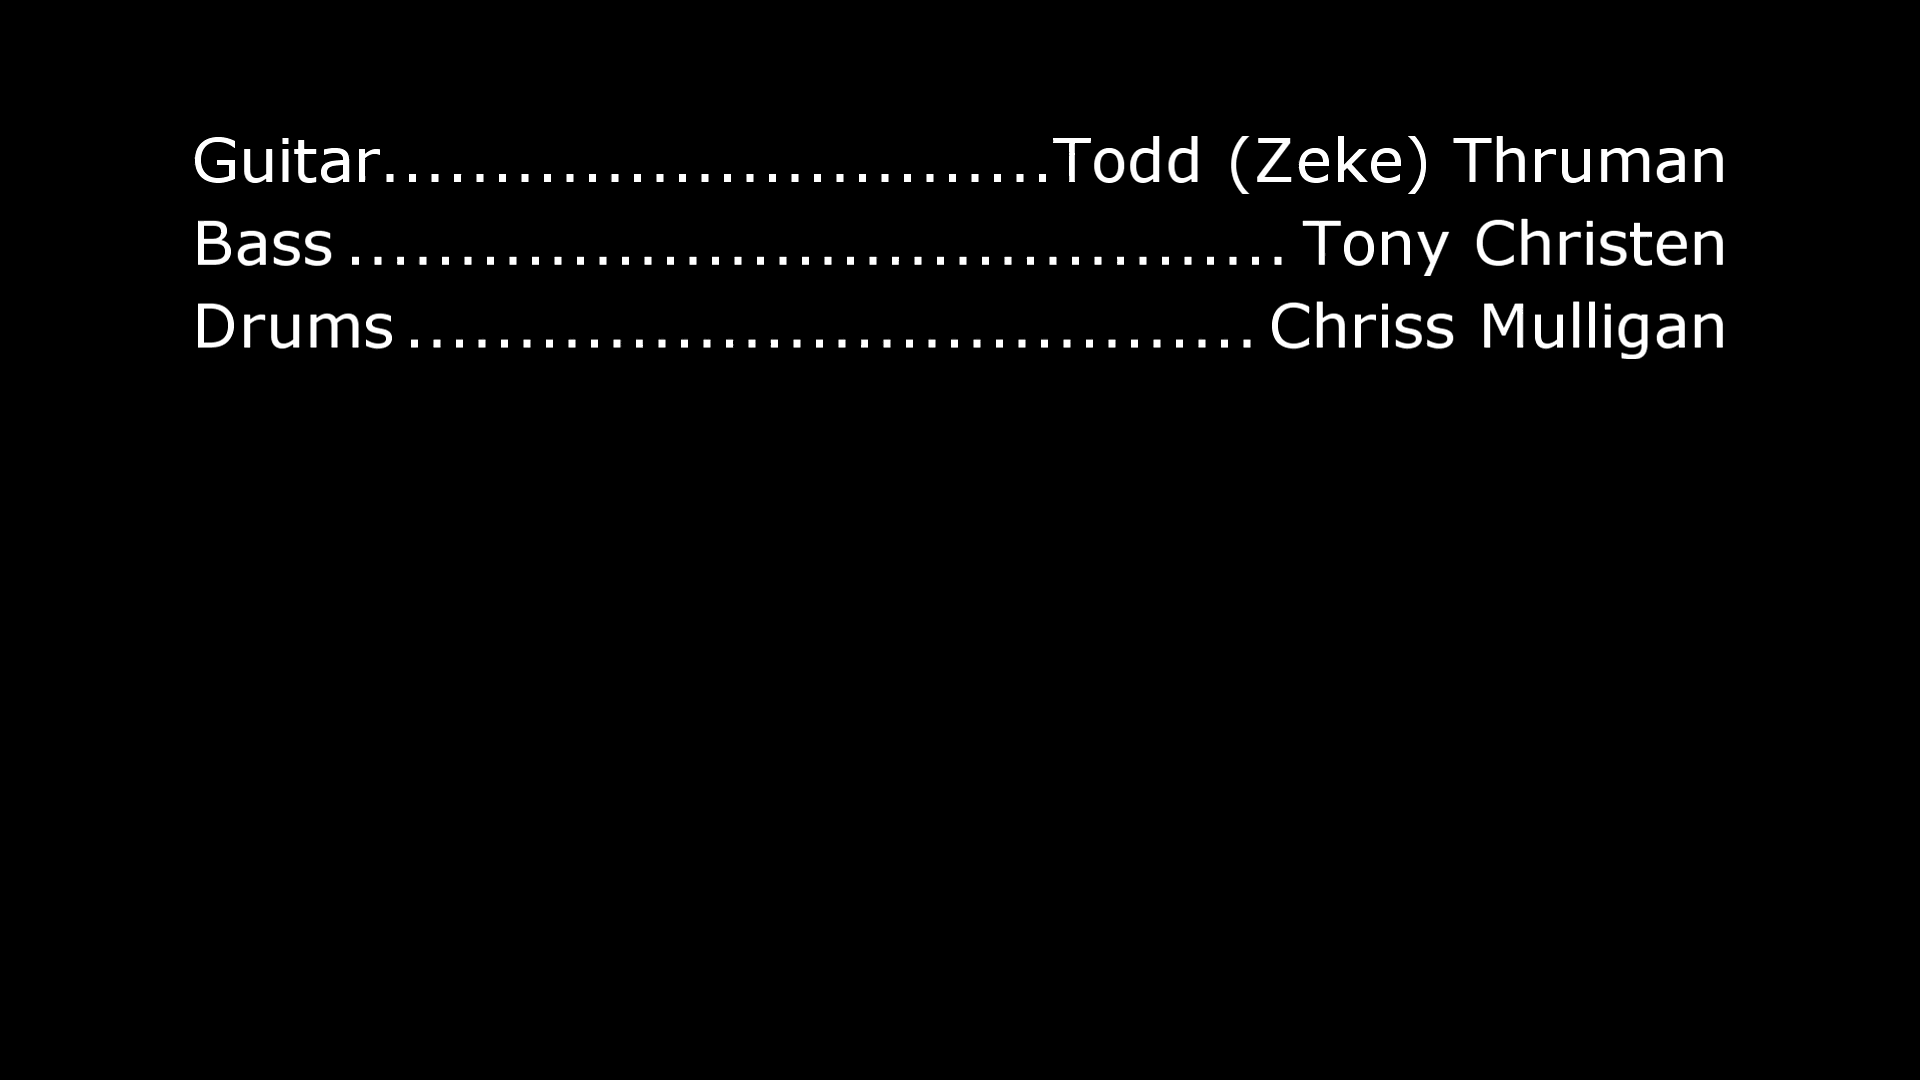 Guitar..............................Todd (Zeke) Thruman
Bass .......................................... Tony Christen
Drums ...................................... Chriss Mulligan